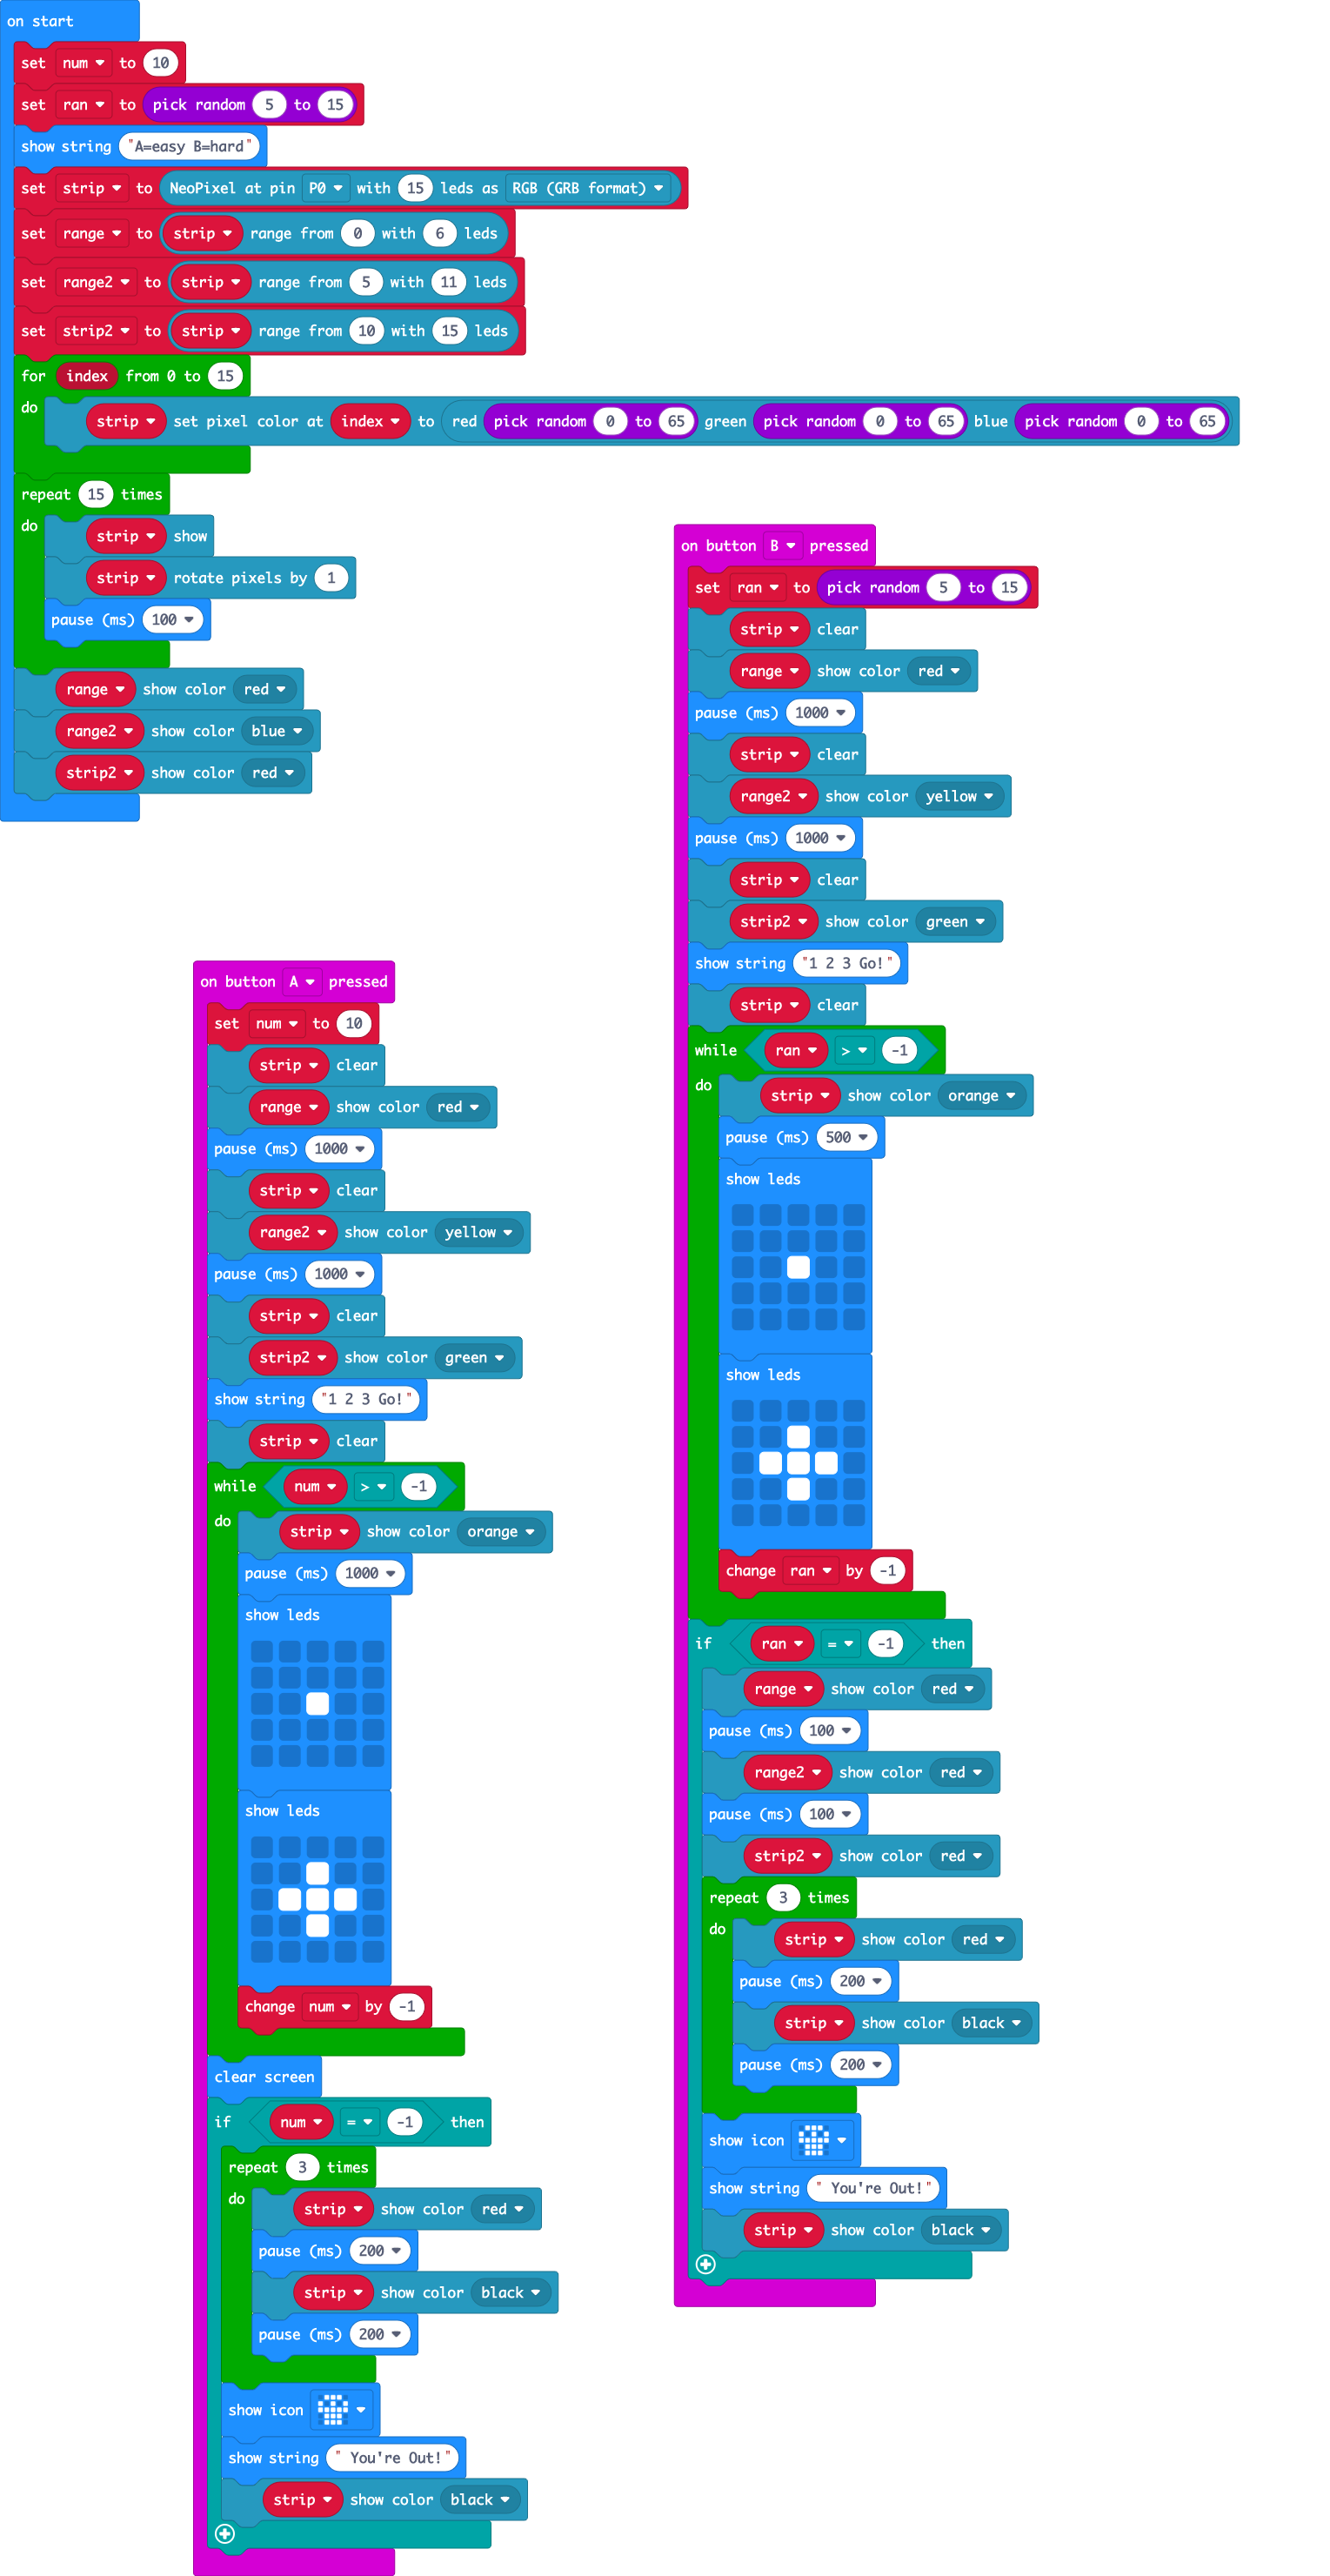 on start
set num to 10
set ran to pick random 5 to 15
show string "A=easy B=hard"
set strip to NeoPixel at pin P0 with 15 leds as RGB (GRB format)
set range to strip range from 0 with 6 leds
set range2 to strip range from 5 with 11 leds
set strip2 to strip range from 10 with 15 leds
for index from 0 to 15
do
strip set pixel color at index to red pick random 0 to 65 green pick random 0 to 65 blue pick random 0 to 65
repeat 15 times
do
strip show
strip rotate pixels by 1
pause (ms) 100
range show color red
range2 show color blue
strip2 show color red
on button A pressed
set num to 10
strip clear
range show color red
pause (ms) 1000
strip clear
range2 show color yellow
pause (ms) 1000
strip clear
strip2 show color green
show string "1 2 3 Go!"
strip clear
while num > -1
do
strip show color orange
pause (ms) 1000
show leds
show leds
change num by -1
clear screen
if num = -1 then
repeat 3 times
do
strip show color red
pause (ms) 200
strip show color black
pause (ms) 200
show icon
show string " You're Out!"
strip show color black
on button B pressed
set ran to pick random 5 to 15
strip clear
range show color red
pause (ms) 1000
strip clear
range2 show color yellow
pause (ms) 1000
strip clear
strip2 show color green
show string "1 2 3 Go!"
strip clear
while ran > -1
do
strip show color orange
pause (ms) 500
show leds
show leds
change ran by -1
if ran = -1 then
range show color red
pause (ms) 100
range2 show color red
pause (ms) 100
strip2 show color red
repeat 3 times
do
strip show color red
pause (ms) 200
strip show color black
pause (ms) 200
show icon
show string " You're Out!"
strip show color black